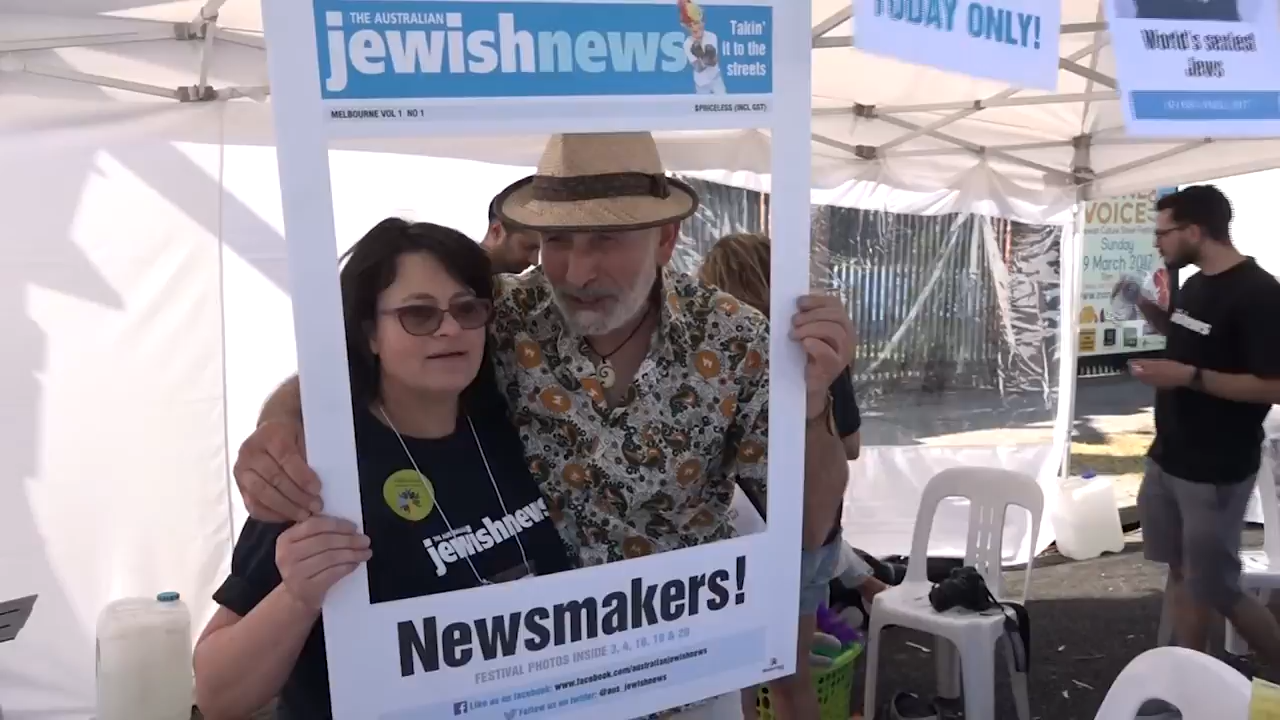 THE AUSTRALIAN
jewishnews
Takin'
it to the
streets
MELBOURNE VOL 1 NO 1
$PRICELESS (INCL GST)
TODAY ONLY!
World's sexiest
Jews
VOICES
Sunday
9 March 2017
jewishnews
Newsmakers!
FESTIVAL PHOTOS INSIDE 3, 4, 10, 16 & 20
Like us on facebook: www.facebook.com/australianjewishnews
Follow us on twitter: @aus_jewishnews